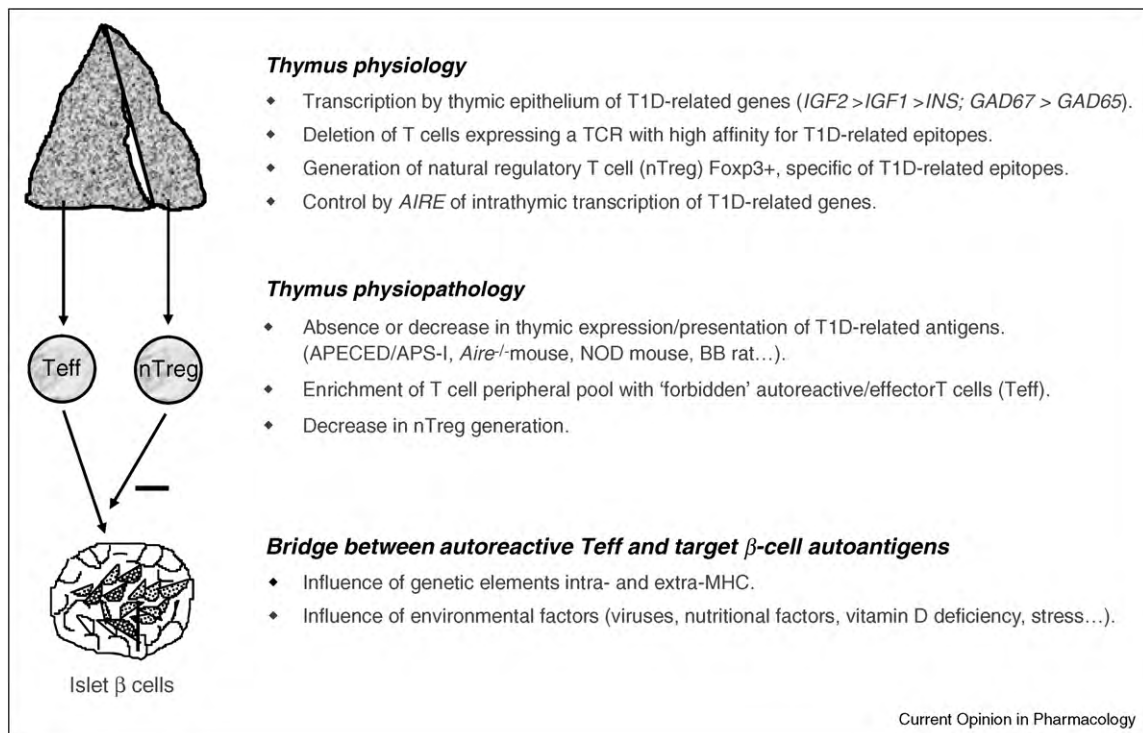 Thymus physiology
◆ Transcription by thymic epithelium of T1D-related genes (IGF2 >IGF1 >INS; GAD67 > GAD65).
◆ Deletion of T cells expressing a TCR with high affinity for T1D-related epitopes.
◆ Generation of natural regulatory T cell (nTreg) Foxp3+, specific of T1D-related epitopes.
◆ Control by AIRE of intrathymic transcription of T1D-related genes.
Thymus physiopathology
◆ Absence or decrease in thymic expression/presentation of T1D-related antigens.
(APECED/APS-I, Aire-/-mouse, NOD mouse, BB rat…).
◆ Enrichment of T cell peripheral pool with ‘forbidden’ autoreactive/effectorT cells (Teff).
◆ Decrease in nTreg generation.
Teff
nTreg
Bridge between autoreactive Teff and target β-cell autoantigens
◆ Influence of genetic elements intra- and extra-MHC.
◆ Influence of environmental factors (viruses, nutritional factors, vitamin D deficiency, stress…).
Islet β cells
Current Opinion in Pharmacology